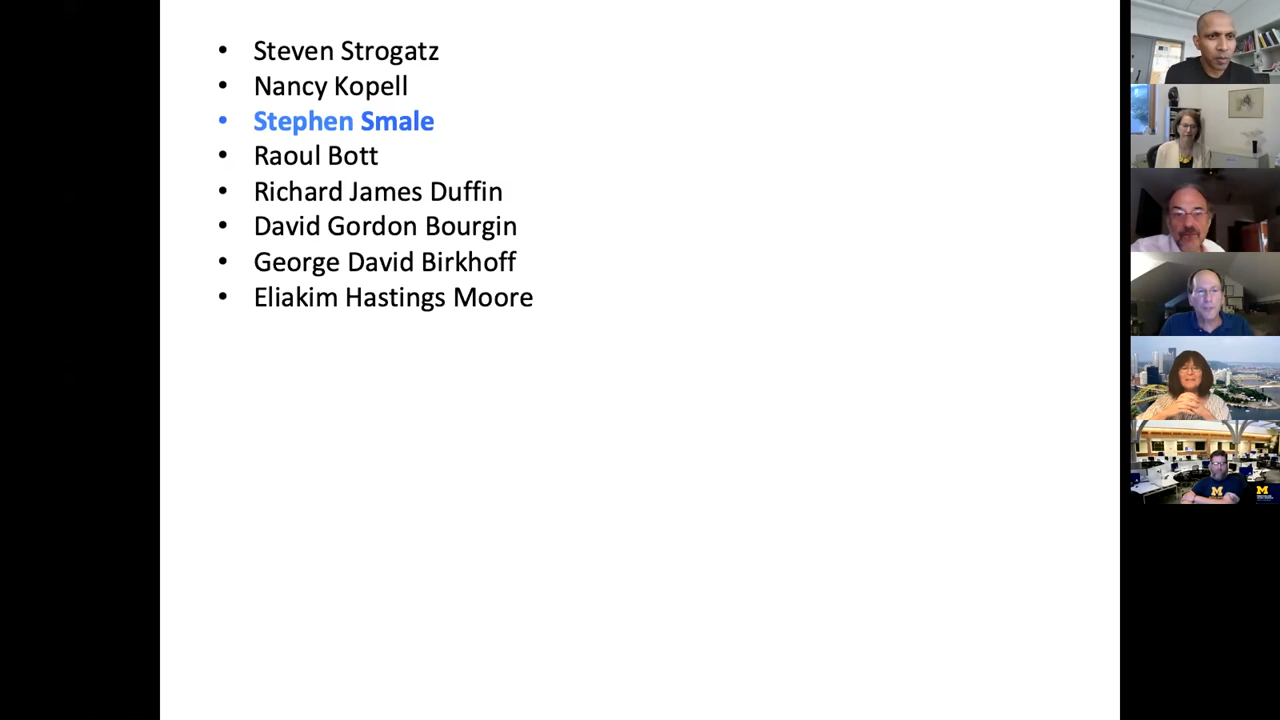 • Steven Strogatz
• Nancy Kopell
• Stephen Smale
• Raoul Bott
• Richard James Duffin
• David Gordon Bourgin
• George David Birkhoff
• Eliakim Hastings Moore
M
M